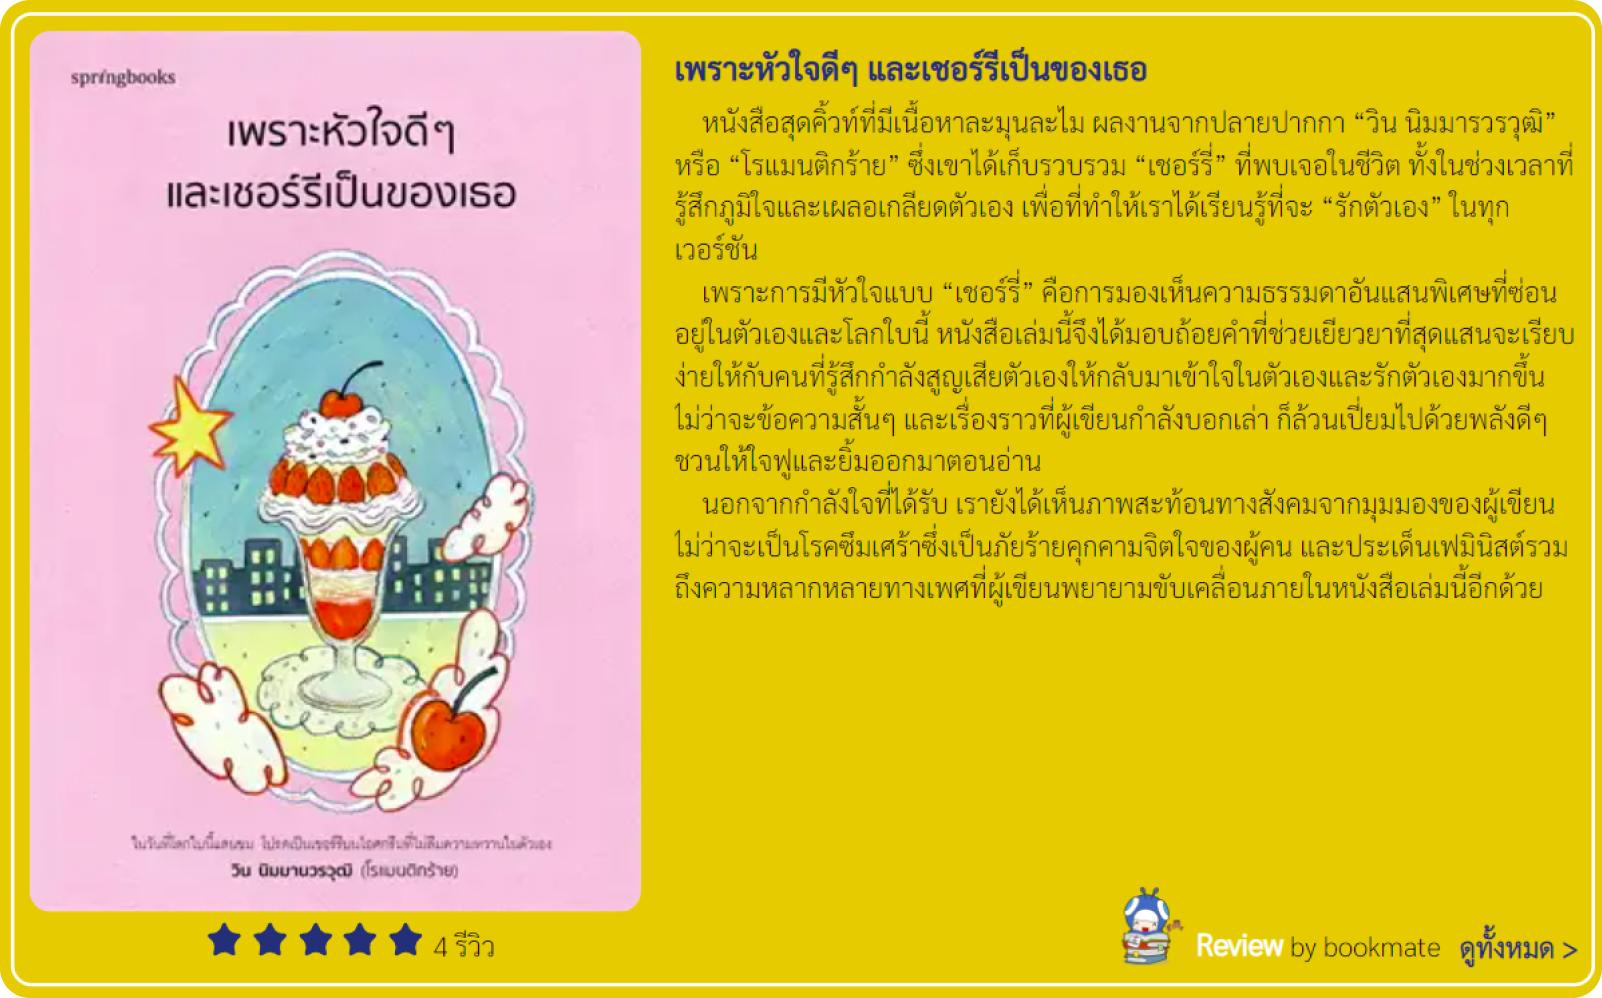 springbooks
เพราะหัวใจดีๆ
และเชอร์รีเป็นของเธอ
ในวันที่โลกใบนี้แสนขม โปรดเป็นเชอร์รีบนไอศกรีมที่ไม่ลืมความหวานในตัวเอง
วิน นิมมานวรวุฒิ (โรแมนติกร้าย)
4 รีวิว
เพราะหัวใจดีๆ และเชอร์รีเป็นของเธอ
หนังสือสุดคิ้วท์ที่มีเนื้อหาละมุนละไม ผลงานจากปลายปากกา “วิน นิมมารวรวุฒิ”
หรือ “โรแมนติกร้าย” ซึ่งเขาได้เก็บรวบรวม “เชอร์รี่” ที่พบเจอในชีวิต ทั้งในช่วงเวลาที่
รู้สึกภูมิใจและเผลอเกลียดตัวเอง เพื่อที่ทำให้เราได้เรียนรู้ที่จะ “รักตัวเอง” ในทุก
เวอร์ชัน
เพราะการมีหัวใจแบบ “เชอร์รี่” คือการมองเห็นความธรรมดาอันแสนพิเศษที่ซ่อน
อยู่ในตัวเองและโลกใบนี้ หนังสือเล่มนี้จึงได้มอบถ้อยคำที่ช่วยเยียวยาที่สุดแสนจะเรียบ
ง่ายให้กับคนที่รู้สึกกำลังสูญเสียตัวเองให้กลับมาเข้าใจในตัวเองและรักตัวเองมากขึ้น
ไม่ว่าจะข้อความสั้นๆ และเรื่องราวที่ผู้เขียนกำลังบอกเล่า ก็ล้วนเปี่ยมไปด้วยพลังดีๆ
ชวนให้ใจฟูและยิ้มออกมาตอนอ่าน
นอกจากกำลังใจที่ได้รับ เรายังได้เห็นภาพสะท้อนทางสังคมจากมุมมองของผู้เขียน
ไม่ว่าจะเป็นโรคซึมเศร้าซึ่งเป็นภัยร้ายคุกคามจิตใจของผู้คน และประเด็นเฟมินิสต์รวม
ถึงความหลากหลายทางเพศที่ผู้เขียนพยายามขับเคลื่อนภายในหนังสือเล่มนี้อีกด้วย
Review by bookmate ดูทั้งหมด >